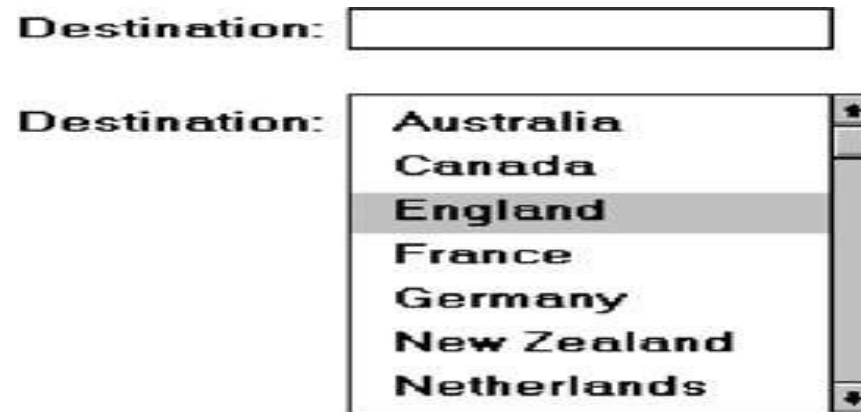 Destination:
Destination: Australia
Canada
England
France
Germany
New Zealand
Netherlands